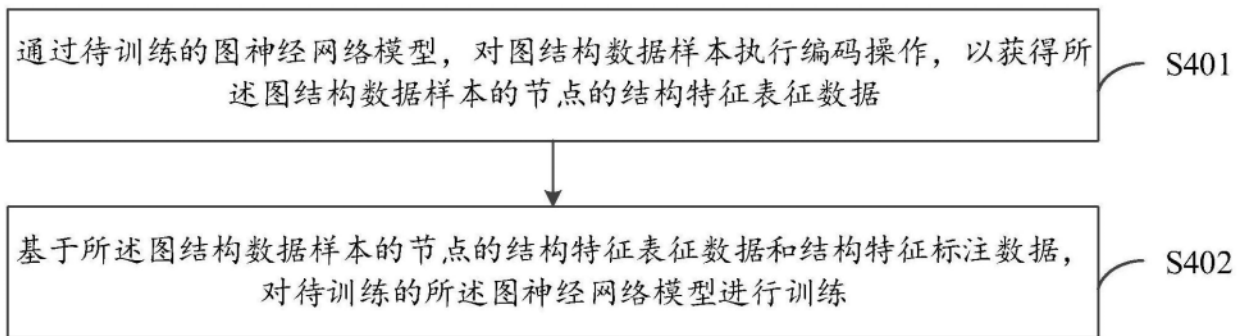 通过待训练的图神经网络模型，对图结构数据样本执行编码操作，以获得所
述图结构数据样本的节点的结构特征表征数据
S401
基于所述图结构数据样本的节点的结构特征表征数据和结构特征标注数据，
对待训练的所述图神经网络模型进行训练
S402